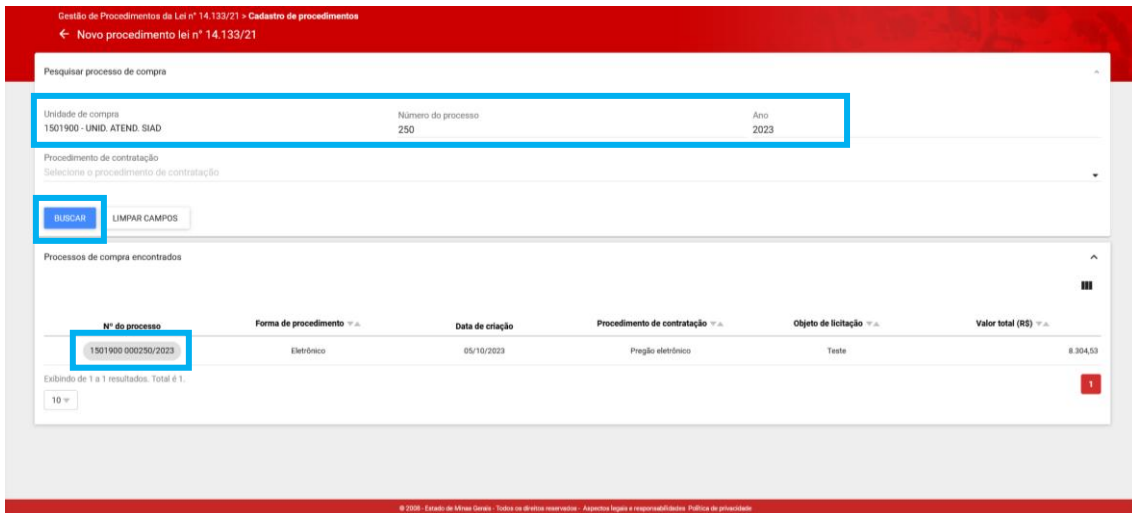 Gestão de Procedimentos da Lei n° 14.133/21 > Cadastro de procedimentos
← Novo procedimento lei n° 14.133/21
Pesquisar processo de compra
Unidade de compra Número do processo Ano
1501900 - UNID. ATEND. SIAD 250 2023
Procedimento de contratação
Selecione o procedimento de contratação
BUSCAR LIMPAR CAMPOS
Processos de compra encontrados
Nº do processo Forma de procedimento Data de criação Procedimento de contratação Objeto de licitação Valor total (R$)
1501900 000250/2023 Eletrônico 05/10/2023 Pregão eletrônico Teste 8.304,53
Exibindo de 1 a 1 resultados. Total é 1.
1
10
© 2008 - Estado de Minas Gerais - Todos os direitos reservados - Aspectos legais e responsabilidades Política de privacidade